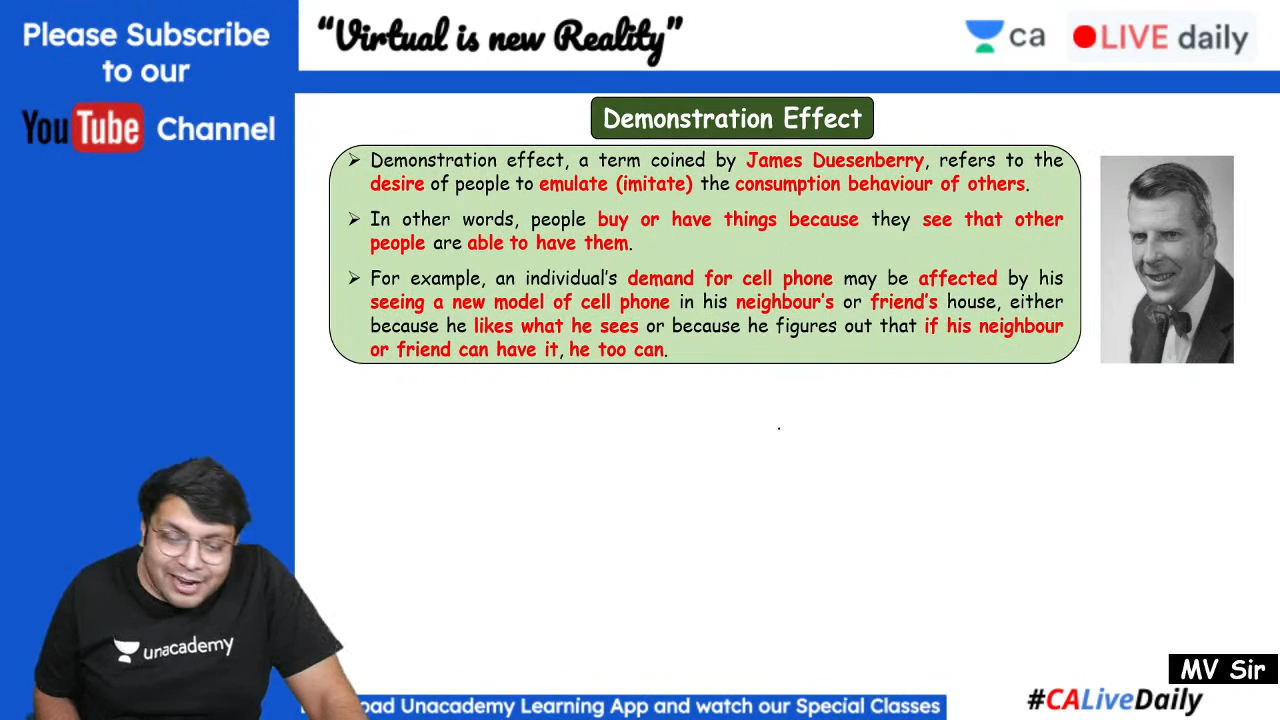 Please Subscribe
to our
YouTube Channel
“Virtual is new Reality”
ca
LIVE daily
Demonstration Effect
➢ Demonstration effect, a term coined by James Duesenberry, refers to the
desire of people to emulate (imitate) the consumption behaviour of others.
➢ In other words, people buy or have things because they see that other
people are able to have them.
➢ For example, an individual's demand for cell phone may be affected by his
seeing a new model of cell phone in his neighbour's or friend's house, either
because he likes what he sees or because he figures out that if his neighbour
or friend can have it, he too can.
unacademy
MV Sir
Unacademy Learning App and watch our Special Classes
#CALiveDaily